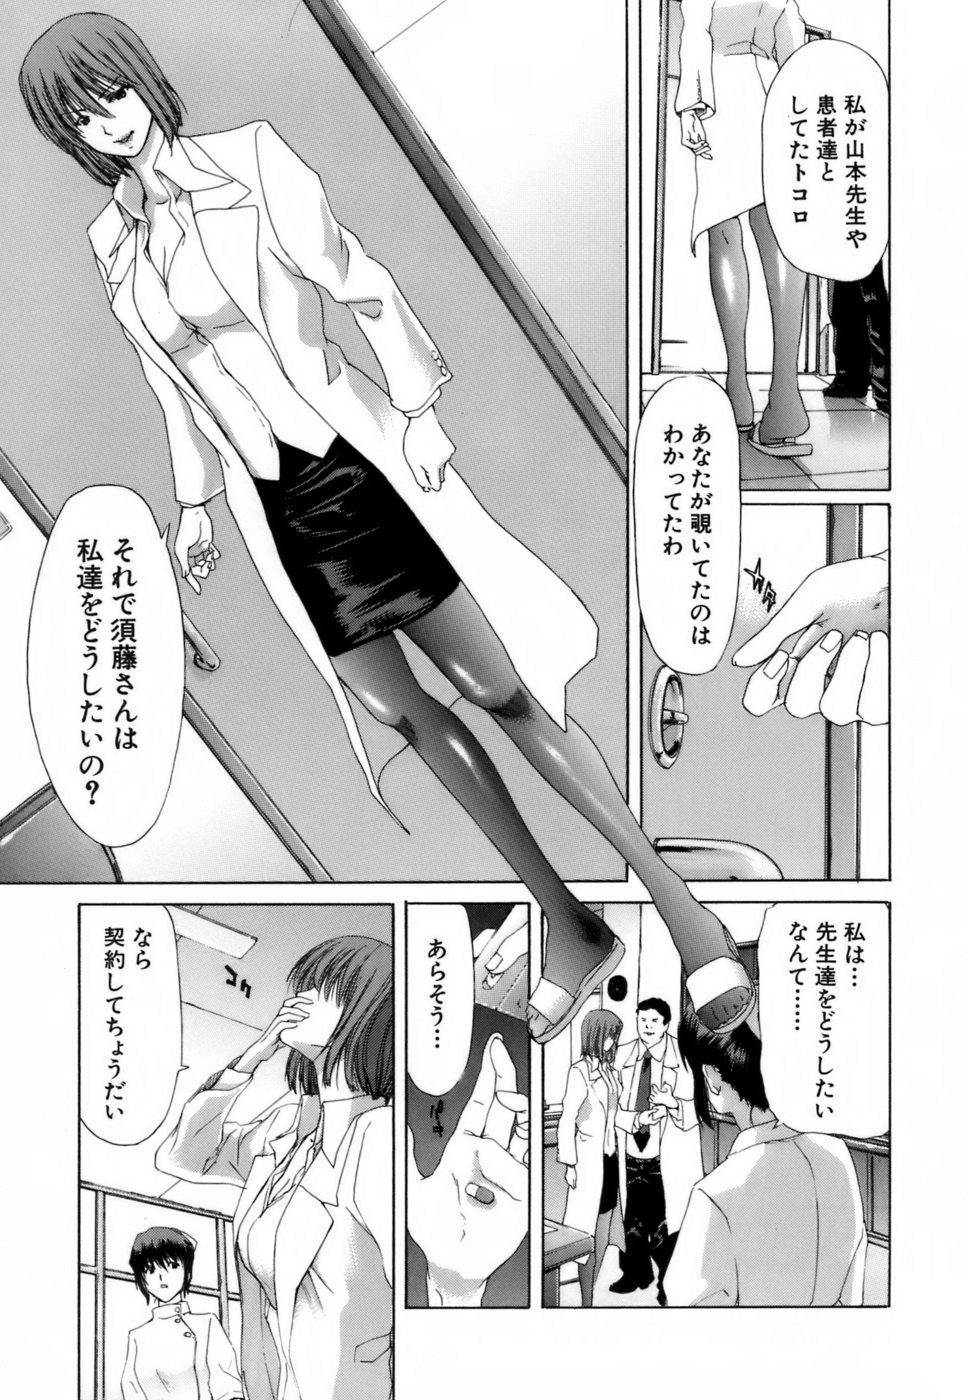 私が山本先生や
患者達と
してたトコロ
あなたが覗いてたのは
わかってたわ
それで須藤さんは
私達をどうしたいの？
私は…
先生達をどうしたい
なんて……
あらそう…
なら
契約してちょうだい
コク